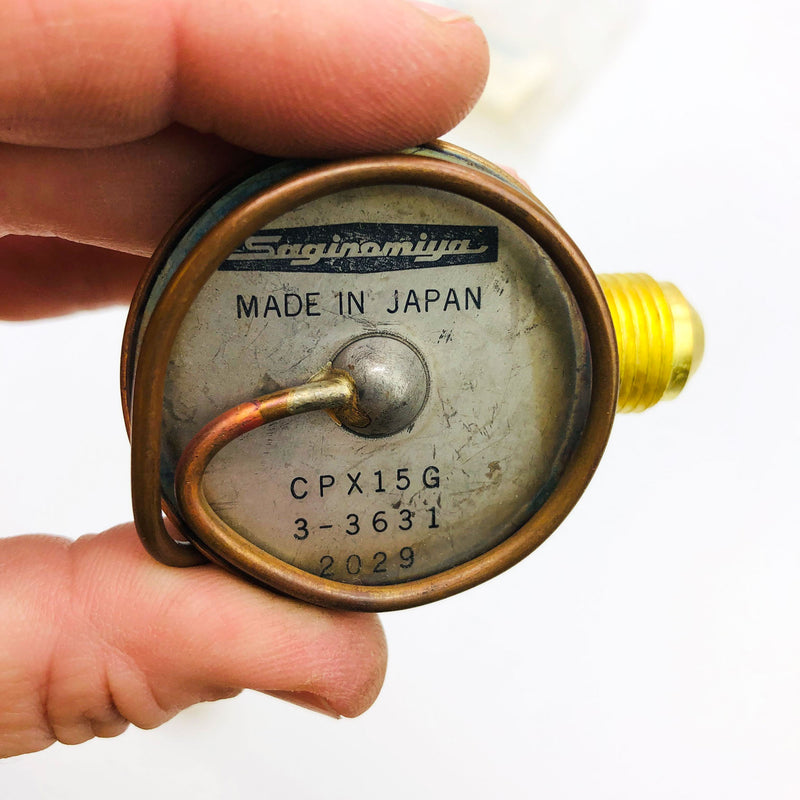 Saginomiya
MADE IN JAPAN
CPX15G
3-3631
2029